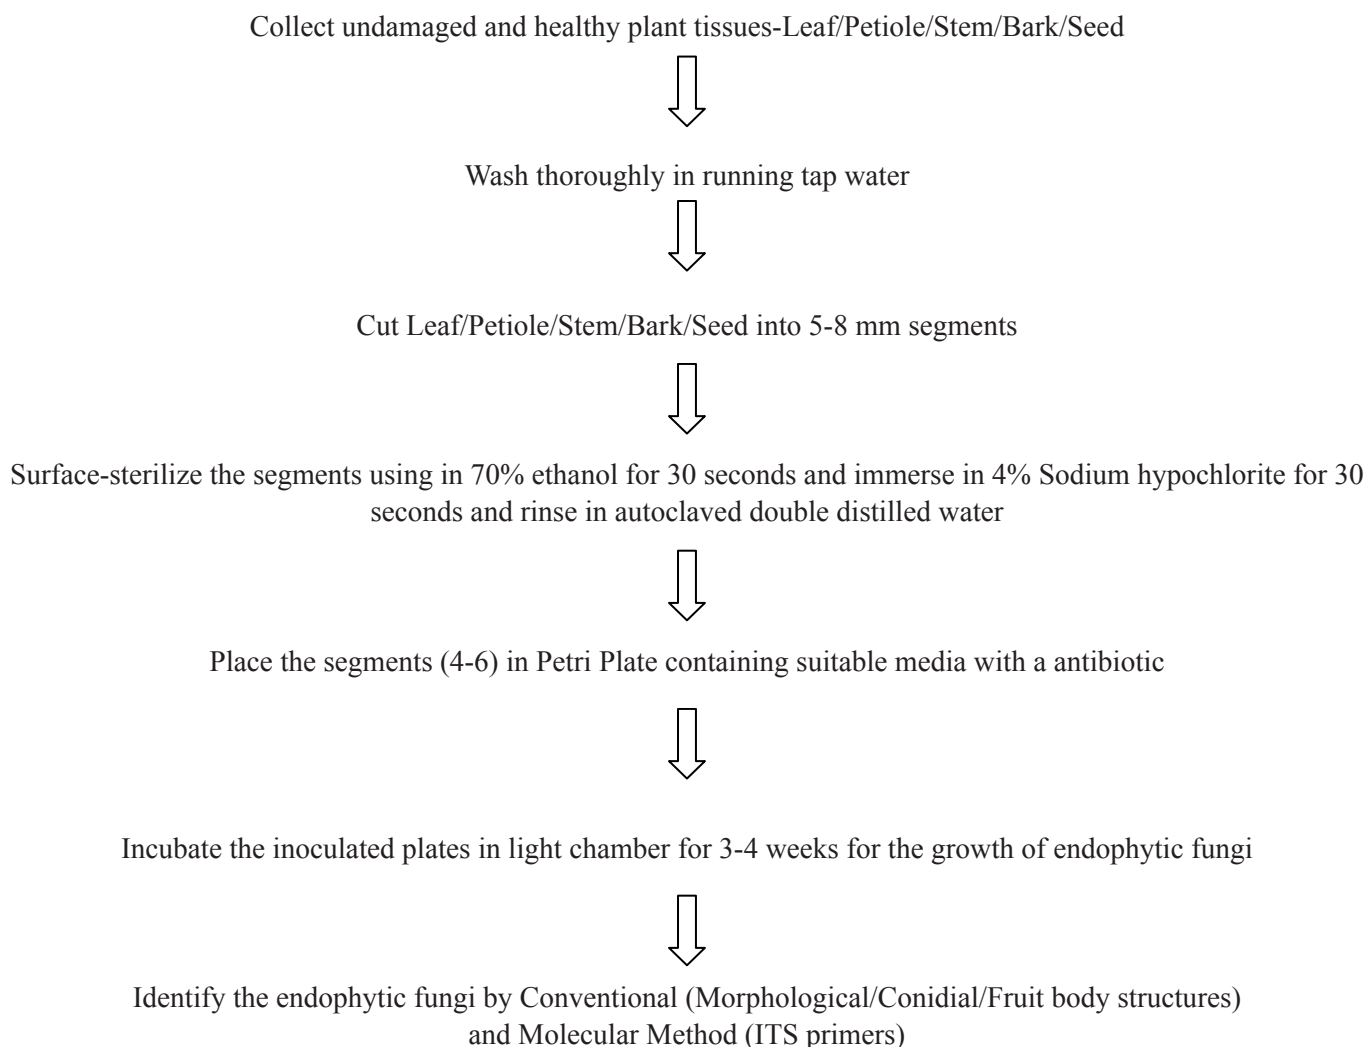 Collect undamaged and healthy plant tissues-Leaf/Petiole/Stem/Bark/Seed
Wash thoroughly in running tap water
Cut Leaf/Petiole/Stem/Bark/Seed into 5-8 mm segments
Surface-sterilize the segments using in 70% ethanol for 30 seconds and immerse in 4% Sodium hypochlorite for 30
seconds and rinse in autoclaved double distilled water
Place the segments (4-6) in Petri Plate containing suitable media with a antibiotic
Incubate the inoculated plates in light chamber for 3-4 weeks for the growth of endophytic fungi
Identify the endophytic fungi by Conventional (Morphological/Conidial/Fruit body structures)
and Molecular Method (ITS primers)